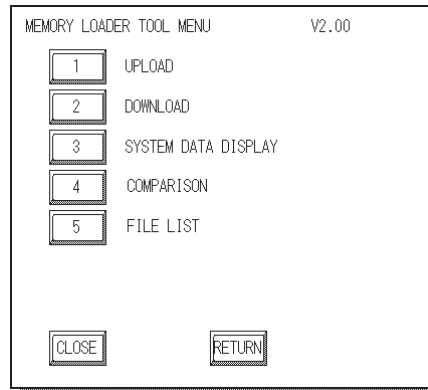 MEMORY LOADER TOOL MENU V2.00
1 UPLOAD
2 DOWNLOAD
3 SYSTEM DATA DISPLAY
4 COMPARISON
5 FILE LIST
CLOSE RETURN